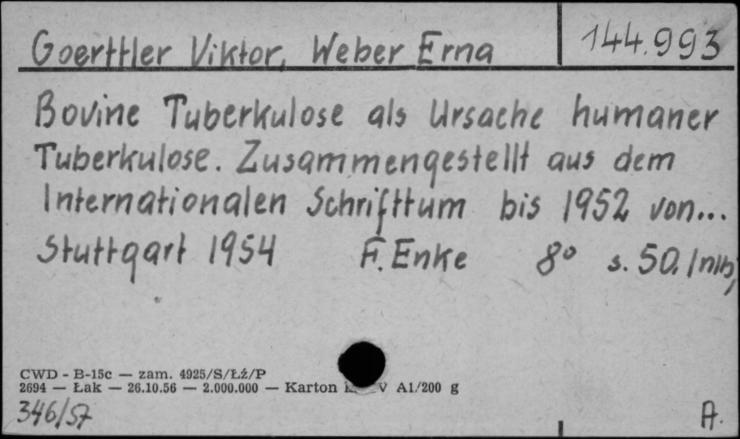 Goerttler Viktor, Weber Erna 144.993
Bovine Tuberkulose als Ursache humaner
Tuberkulose. Zusammengestellt aus dem
Internationalen Schrifttum bis 1952 von...
Stuttgart 1954 F. Enke 8º s. 50.
CWD - B-15c — zam. 4925/S/Łź/P
2694 — Łak — 26.10.56 — 2.000.000 — Karton V A1/200 g
346/57 A.